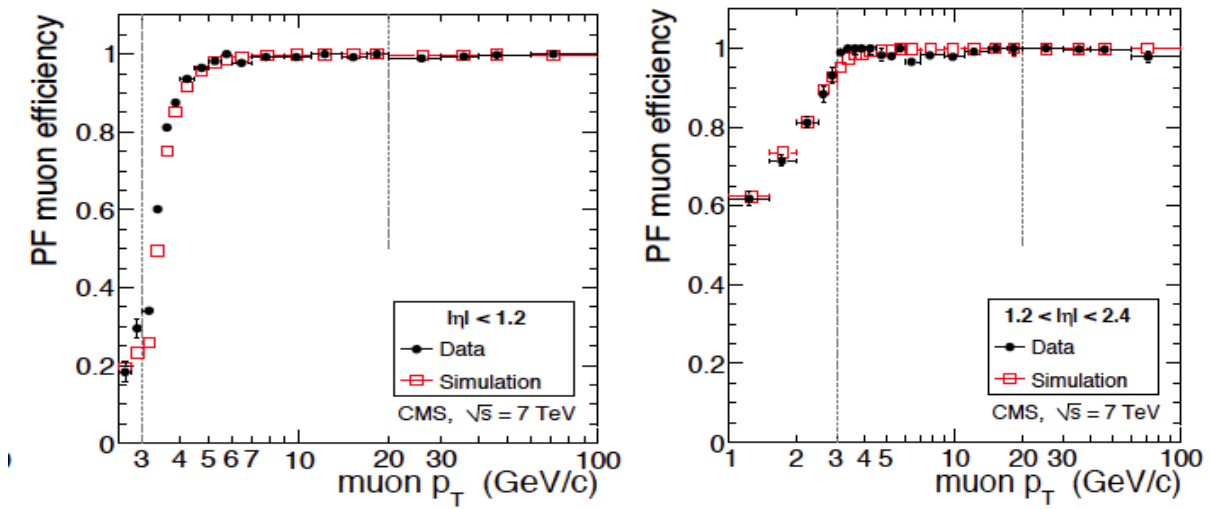 PF muon efficiency
1
0.8
0.6
0.4
0.2
0
|η| < 1.2
Data
Simulation
CMS, √s = 7 TeV
3 4 5 6 7 10 20 30 100
muon pT (GeV/c)
PF muon efficiency
1
0.8
0.6
0.4
0.2
0
1.2 < |η| < 2.4
Data
Simulation
CMS, √s = 7 TeV
1 2 3 4 5 10 20 30 100
muon pT (GeV/c)